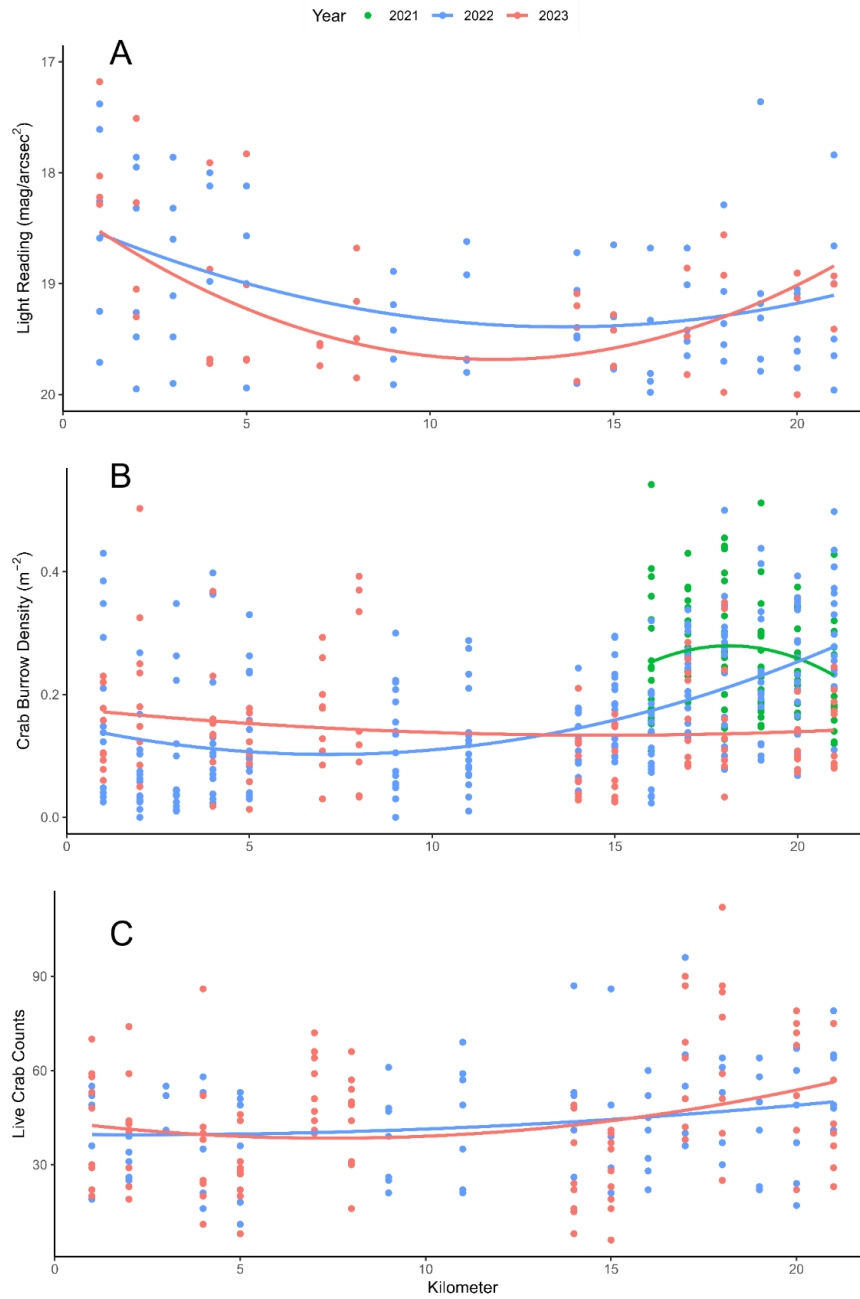 Year 2021 2022 2023
A
17
18
19
20
Light Reading (mag/arcsec²)
0 5 10 15 20
B
0.4
0.2
0.0
Crab Burrow Density (m⁻²)
0 5 10 15 20
C
90
60
30
Live Crab Counts
0 5 10 15 20
Kilometer